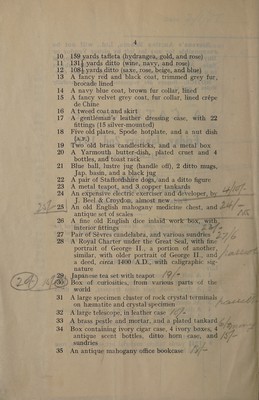 4
10 159 yards taffeta (hydrangea, gold, and rose)
11 131½ yards ditto (wine, navy, and rose)
12 108½ yards ditto (saxe, rose, beige, and blue)
13 A fancy red and black coat, trimmed grey fur, brocade lined
14 A navy blue coat, brown fur collar, lined
15 A fancy velvet grey coat, fur collar, lined crêpe de Chine
16 A tweed coat and skirt
17 A gentleman's leather dressing case, with 22 fittings (15 silver-mounted)
18 Five old plates, Spode hotplate, and a nut dish (a.F.)
19 Two old brass candlesticks, and a metal box
20 A Yarmouth butter-dish, plated cruet and 4 bottles, and toast rack
21 Blue ball, lustre jug (handle off), 2 ditto mugs, Jap. basin, and a black jug
22 A pair of Staffordshire dogs, and a ditto figure
23 A metal teapot, and 3 copper tankards
24 An expensive electric exerciser and developer, by J. Beel & Croydon, almost new
25 An old English mahogany medicine chest, and antique set of scales
26 A fine old English dice inlaid work box, with interior fittings
27 Pair of Sèvres candelabra, and various sundries
28 A Royal Charter under the Great Seal, with fine portrait of George II., a portion of another, similar, with older portrait of George II., and a deed, circa 1400 A.D., with caligraphic signature
29 Japanese tea set with teapot
30 Box of curiosities, from various parts of the world
31 A large specimen cluster of rock crystal terminals on hæmatite and crystal specimen
32 A large telescope, in leather case
33 A brass pestle and mortar, and a plated tankard
34 Box containing ivory cigar case, 4 ivory boxes, 4 antique scent bottles, ditto horn case, and sundries
35 An antique mahogany office bookcase